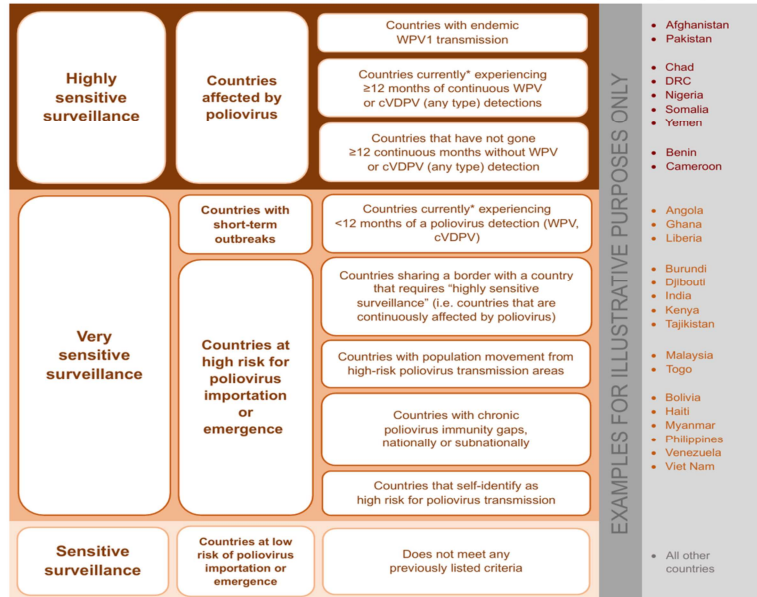 Highly
sensitive
surveillance
Countries
affected by
poliovirus
Countries with endemic
WPV1 transmission
Countries currently* experiencing
≥12 months of continuous WPV
or cVDPV (any type) detections
Countries that have not gone
≥12 continuous months without WPV
or cVDPV (any type) detection
• Afghanistan
• Pakistan
• Chad
• DRC
• Nigeria
• Somalia
• Yemen
• Benin
• Cameroon
Very
sensitive
surveillance
Countries with
short-term
outbreaks
Countries currently* experiencing
<12 months of a poliovirus detection (WPV,
cVDPV)
Countries at
high risk for
poliovirus
importation
or
emergence
Countries sharing a border with a country
that requires “highly sensitive
surveillance” (i.e. countries that are
continuously affected by poliovirus)
Countries with population movement from
high-risk poliovirus transmission areas
Countries with chronic
poliovirus immunity gaps,
nationally or subnationally
Countries that self-identify as
high risk for poliovirus transmission
• Angola
• Ghana
• Liberia
• Burundi
• Djibouti
• India
• Kenya
• Tajikistan
• Malaysia
• Togo
• Bolivia
• Haiti
• Myanmar
• Philippines
• Venezuela
• Viet Nam
Sensitive
surveillance
Countries at low
risk of poliovirus
importation or
emergence
Does not meet any
previously listed criteria
• All other
countries
EXAMPLES FOR ILLUSTRATIVE PURPOSES ONLY